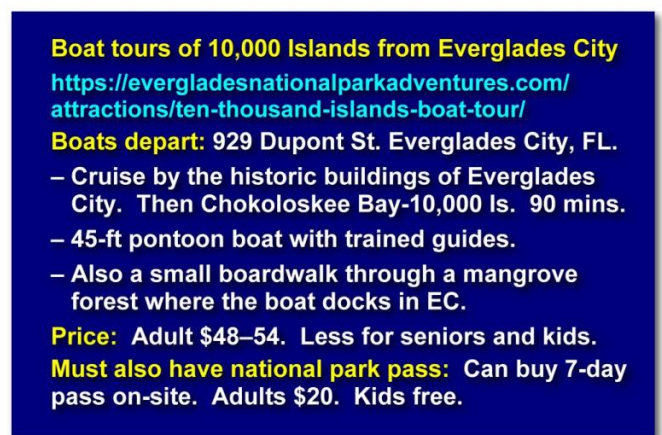 Boat tours of 10,000 Islands from Everglades City
https://evergladesnationalparkadventures.com/
attractions/ten-thousand-islands-boat-tour/
Boats depart: 929 Dupont St. Everglades City, FL.
– Cruise by the historic buildings of Everglades
City.  Then Chokoloskee Bay-10,000 Is.  90 mins.
– 45-ft pontoon boat with trained guides.
– Also a small boardwalk through a mangrove
forest where the boat docks in EC.
Price:  Adult $48–54.  Less for seniors and kids.
Must also have national park pass:  Can buy 7-day
pass on-site.  Adults $20.  Kids free.